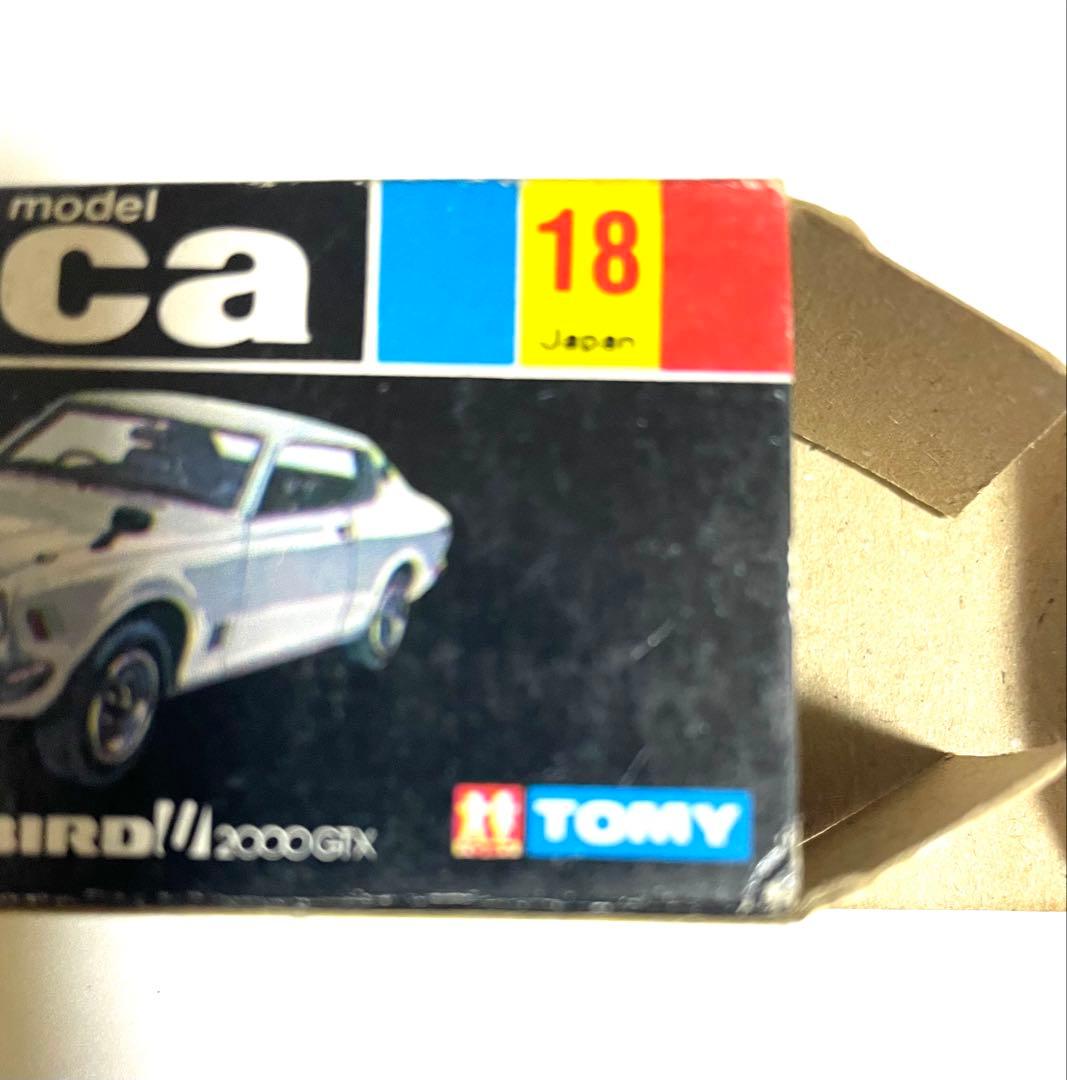 model
ca
18
Japan
BIRD 2000GTX
TOMY